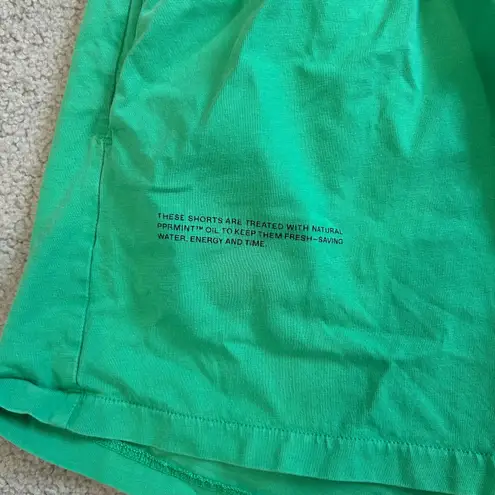 THESE SHORTS ARE TREATED WITH NATURAL
PPRMINT™ OIL TO KEEP THEM FRESH–SAVING
WATER, ENERGY AND TIME.